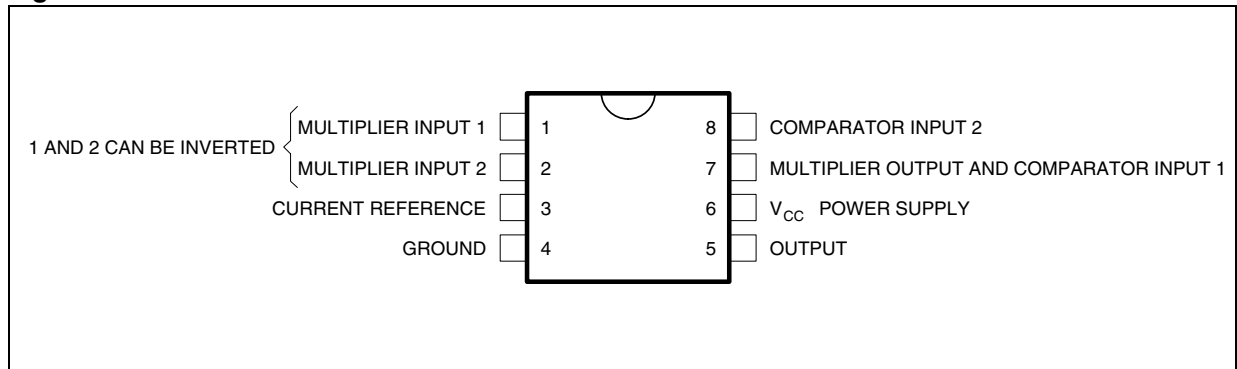 1 AND 2 CAN BE INVERTED
MULTIPLIER INPUT 1
MULTIPLIER INPUT 2
CURRENT REFERENCE
GROUND
1
2
3
4
8
7
6
5
COMPARATOR INPUT 2
MULTIPLIER OUTPUT AND COMPARATOR INPUT 1
VCC POWER SUPPLY
OUTPUT